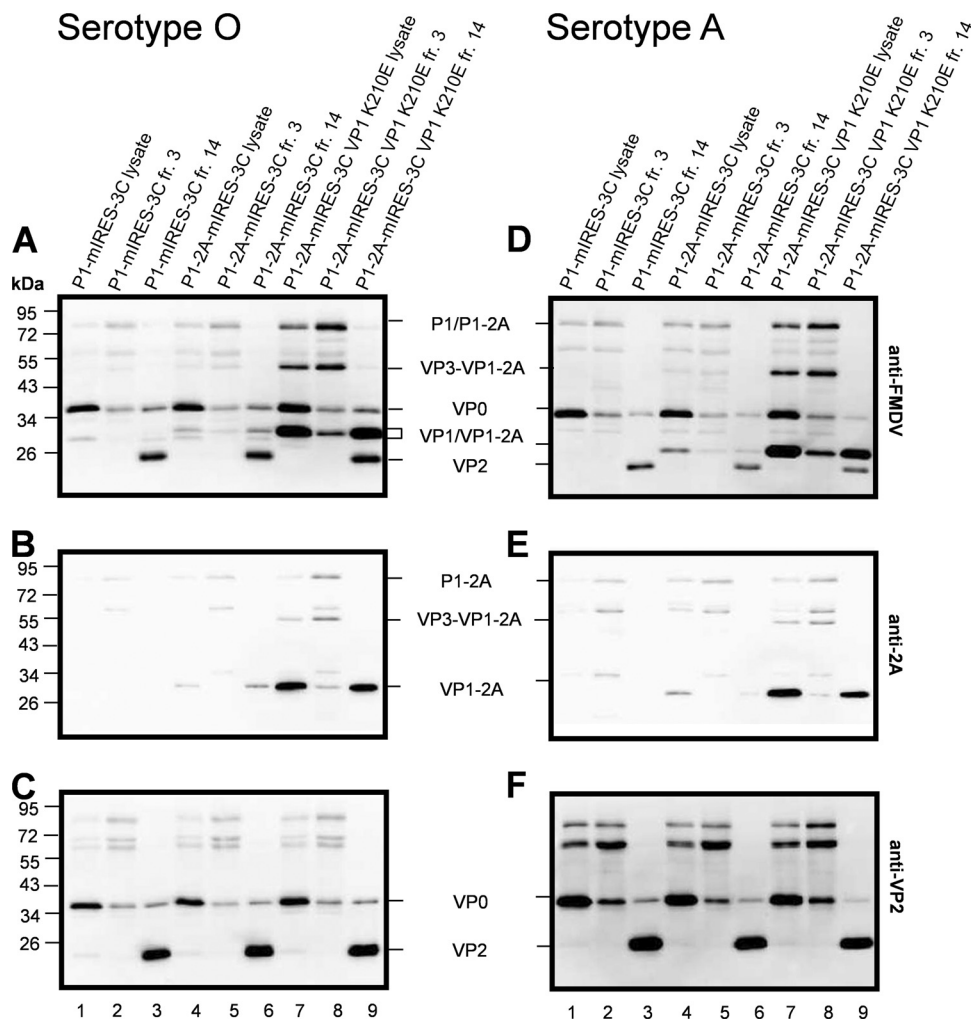 Serotype O
Serotype A
P1-mIRES-3C lysate
P1-mIRES-3C fr. 3
P1-mIRES-3C fr. 14
P1-2A-mIRES-3C lysate
P1-2A-mIRES-3C fr. 3
P1-2A-mIRES-3C fr. 14
P1-2A-mIRES-3C VP1 K210E lysate
P1-2A-mIRES-3C VP1 K210E fr. 3
P1-2A-mIRES-3C VP1 K210E fr. 14
P1-mIRES-3C lysate
P1-mIRES-3C fr. 3
P1-mIRES-3C fr. 14
P1-2A-mIRES-3C lysate
P1-2A-mIRES-3C fr. 3
P1-2A-mIRES-3C fr. 14
P1-2A-mIRES-3C VP1 K210E lysate
P1-2A-mIRES-3C VP1 K210E fr. 3
P1-2A-mIRES-3C VP1 K210E fr. 14
A
kDa
95
72
55
43
34
26
P1/P1-2A
VP3-VP1-2A
VP0
VP1/VP1-2A
VP2
D
anti-FMDV
B
95
72
55
43
34
26
P1-2A
VP3-VP1-2A
VP1-2A
E
anti-2A
C
95
72
55
43
34
26
VP0
VP2
F
anti-VP2
1 2 3 4 5 6 7 8 9
1 2 3 4 5 6 7 8 9